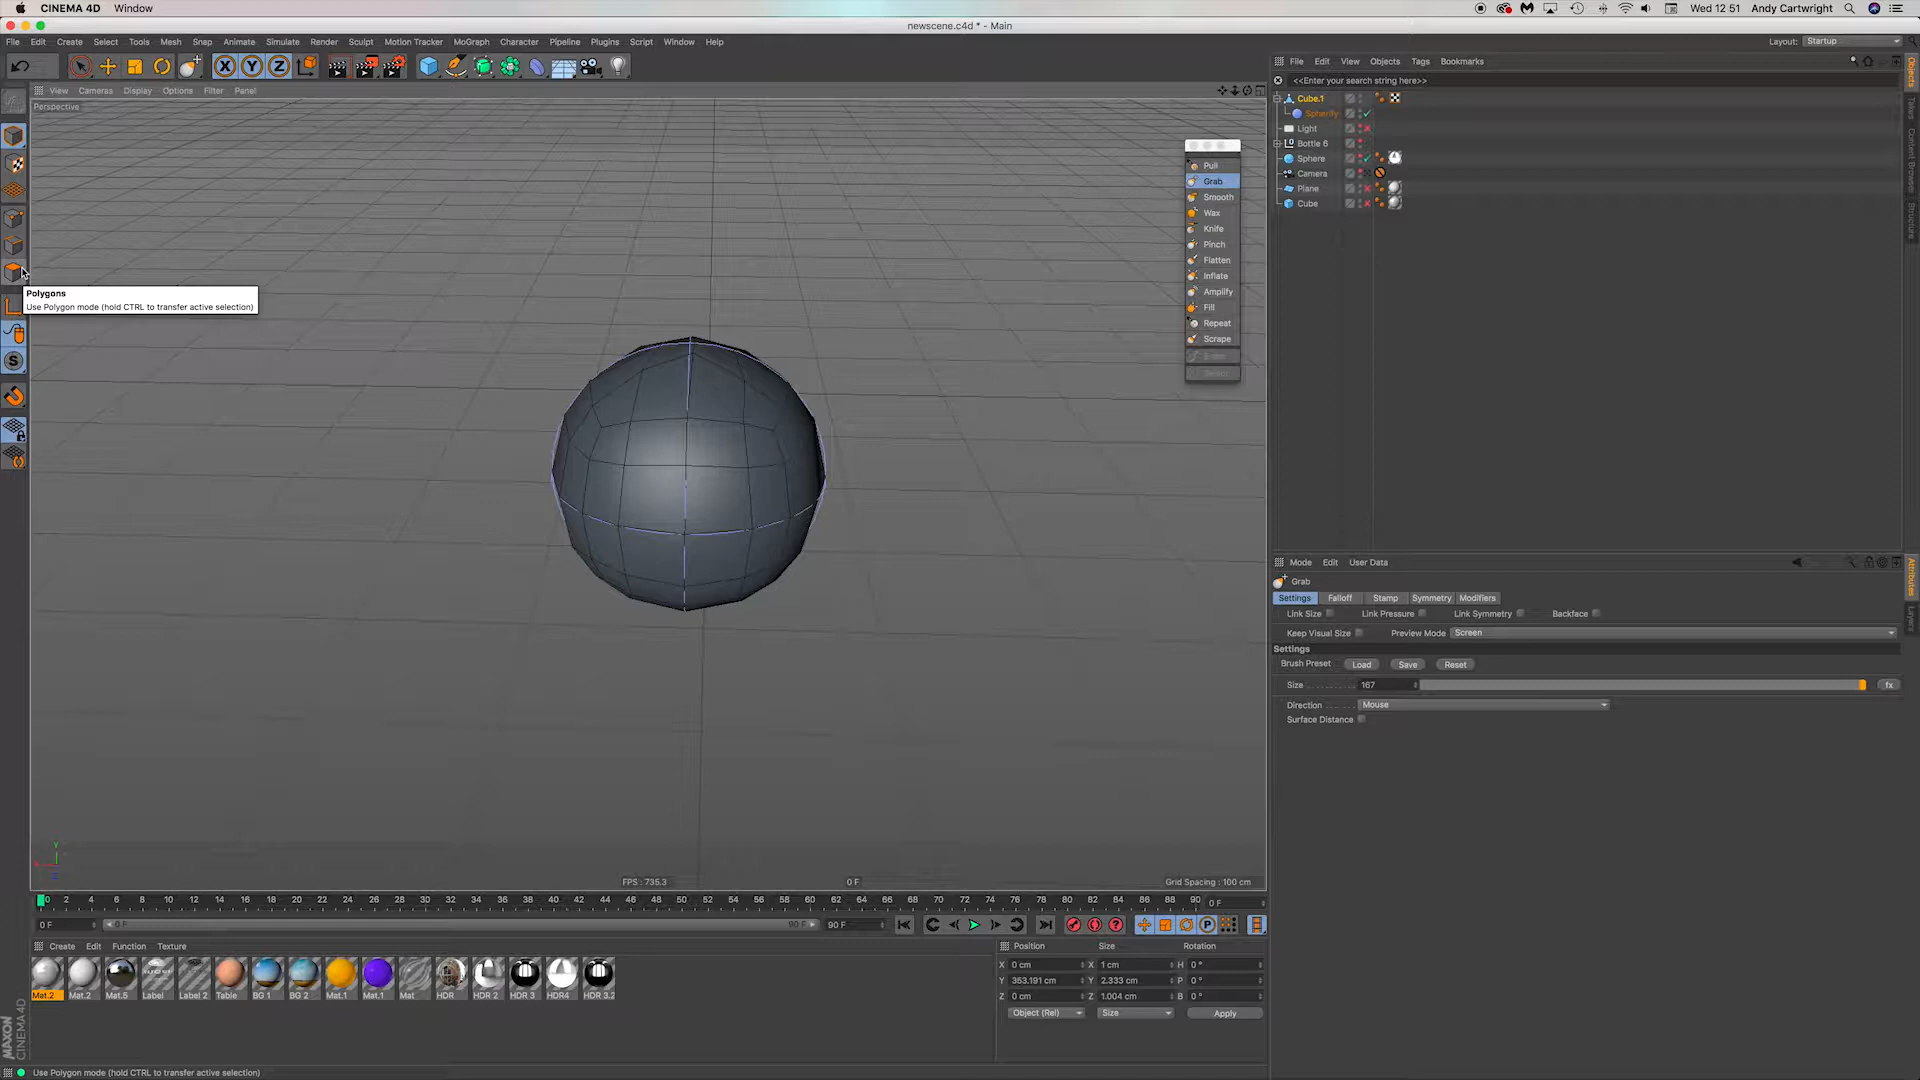 CINEMA 4D Window
Wed 12 51 Andy Cartwright
newscene.c4d * - Main
File Edit Create Select Tools Mesh Snap Animate Simulate Render Sculpt Motion Tracker MoGraph Character Pipeline Plugins Script Window Help
Layout: Startup
X Y Z
File Edit View Objects Tags Bookmarks
<<Enter your search string here>>
View Cameras Display Options Filter Panel
Perspective
Cube.1
Spherify
Light
Bottle 6
Sphere
Camera
Plane
Cube
Objects
Takes
Content Browser
Structure
Pull
Grab
Smooth
Wax
Knife
Pinch
Flatten
Inflate
Amplify
Fill
Repeat
Scrape
Polygons
Use Polygon mode (hold CTRL to transfer active selection)
S
Mode Edit User Data
Grab
Settings Falloff Stamp Symmetry Modifiers
Link Size Link Pressure Link Symmetry Backface
Keep Visual Size Preview Mode Screen
Settings
Brush Preset Load Save Reset
Size 167 fx
Direction Mouse
Surface Distance
Attributes
Layers
Y
FPS : 735.3 0 F Grid Spacing : 100 cm
0 2 4 6 8 10 12 14 16 18 20 22 24 26 28 30 32 34 36 38 40 42 44 46 48 50 52 54 56 58 60 62 64 66 68 70 72 74 76 78 80 82 84 86 88 90 0 F
0 F 0 F 90 F 90 F
Create Edit Function Texture
Position Size Rotation
X 0 cm X 1 cm H 0 °
Y 353.191 cm Y 2.333 cm P 0 °
Z 0 cm Z 1.004 cm B 0 °
Object (Rel) Size Apply
Mat.2 Mat.2 Mat.5 Label Label 2 Table BG 1 BG 2 Mat.1 Mat.1 Mat HDR HDR 2 HDR 3 HDR4 HDR 3.2
MAXON
CINEMA 4D
Use Polygon mode (hold CTRL to transfer active selection)